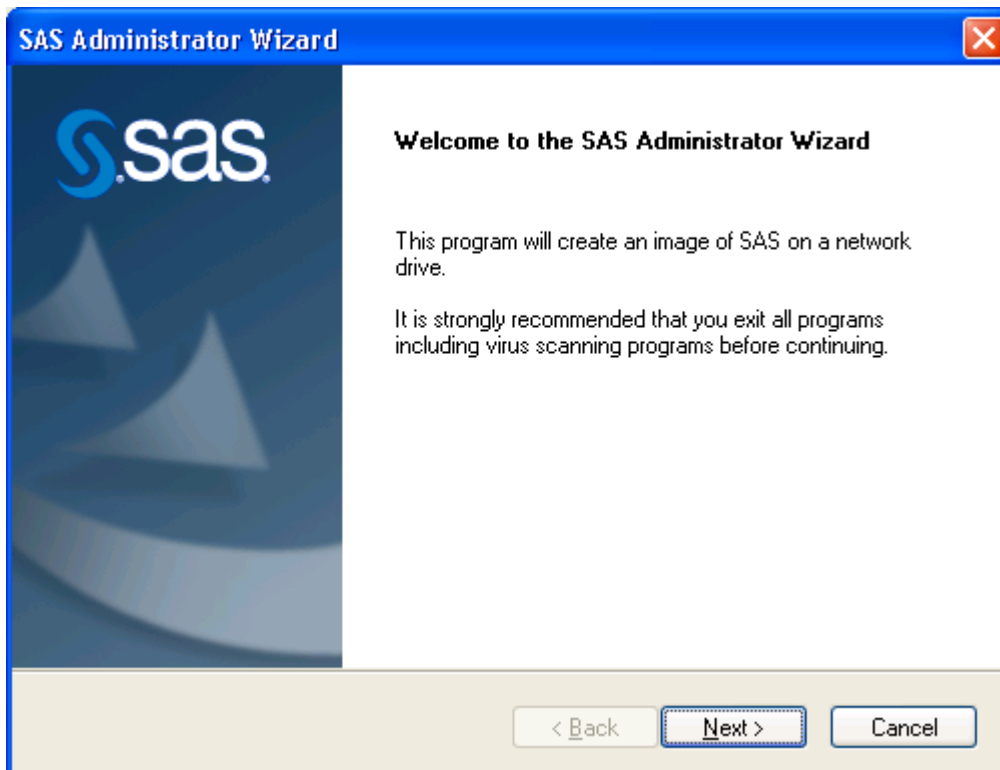 SAS Administrator Wizard
sas
Welcome to the SAS Administrator Wizard
This program will create an image of SAS on a network
drive.
It is strongly recommended that you exit all programs
including virus scanning programs before continuing.
< Back Next > Cancel